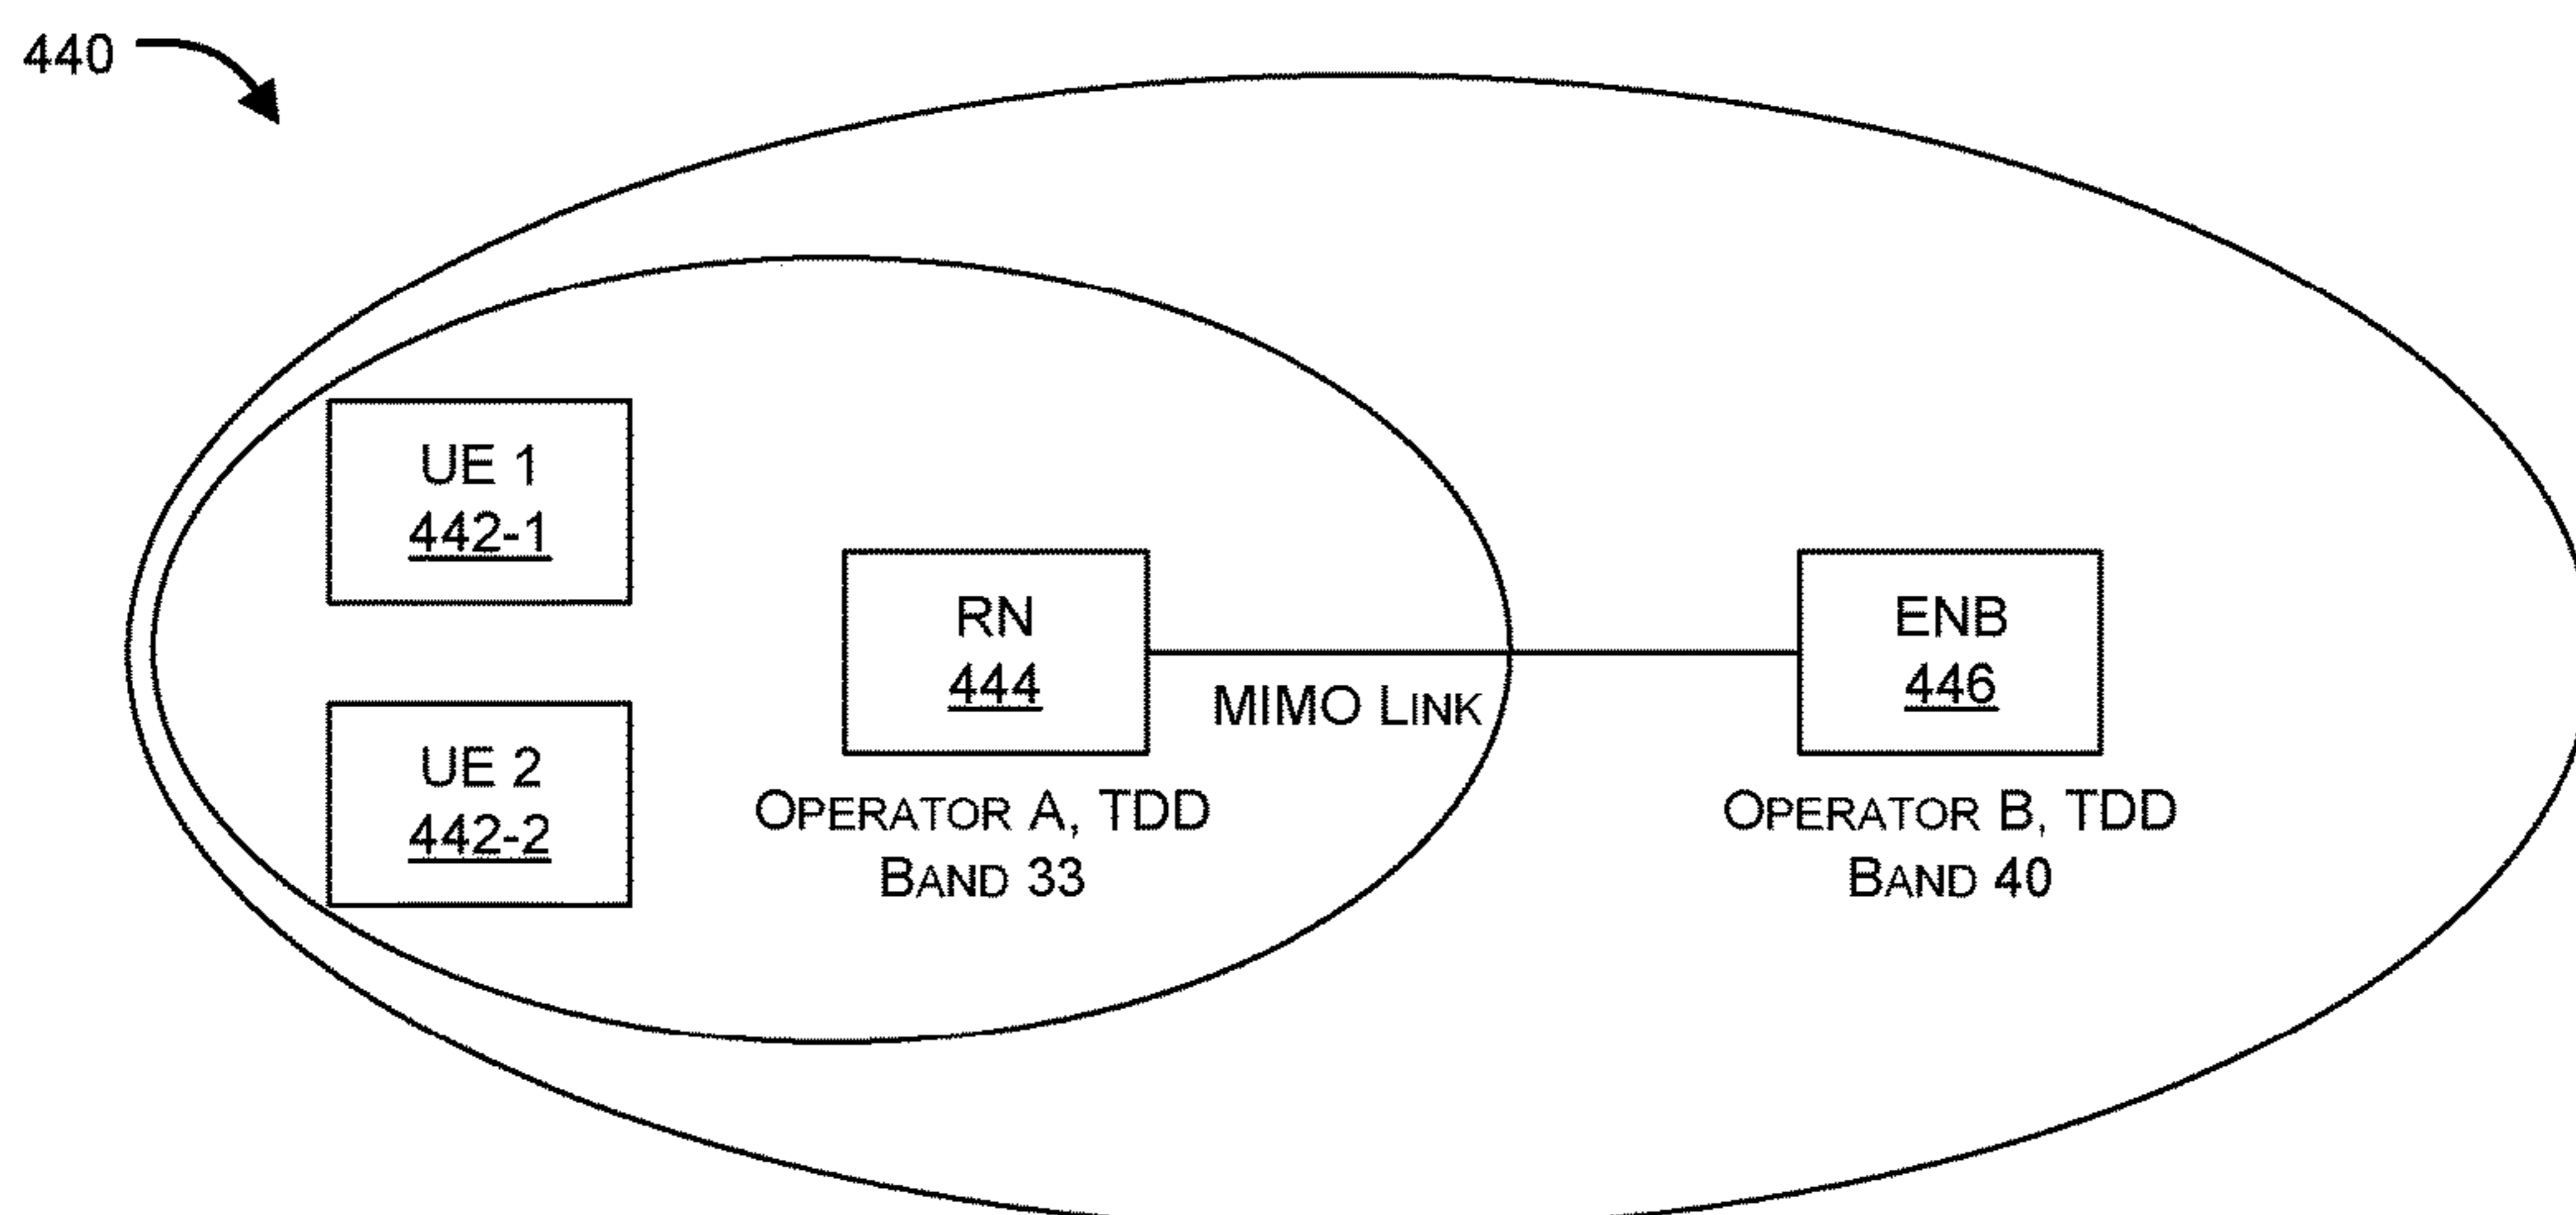 440
UE 1
442-1
RN
444
MIMO LINK
ENB
446
UE 2
442-2
OPERATOR A, TDD
BAND 33
OPERATOR B, TDD
BAND 40